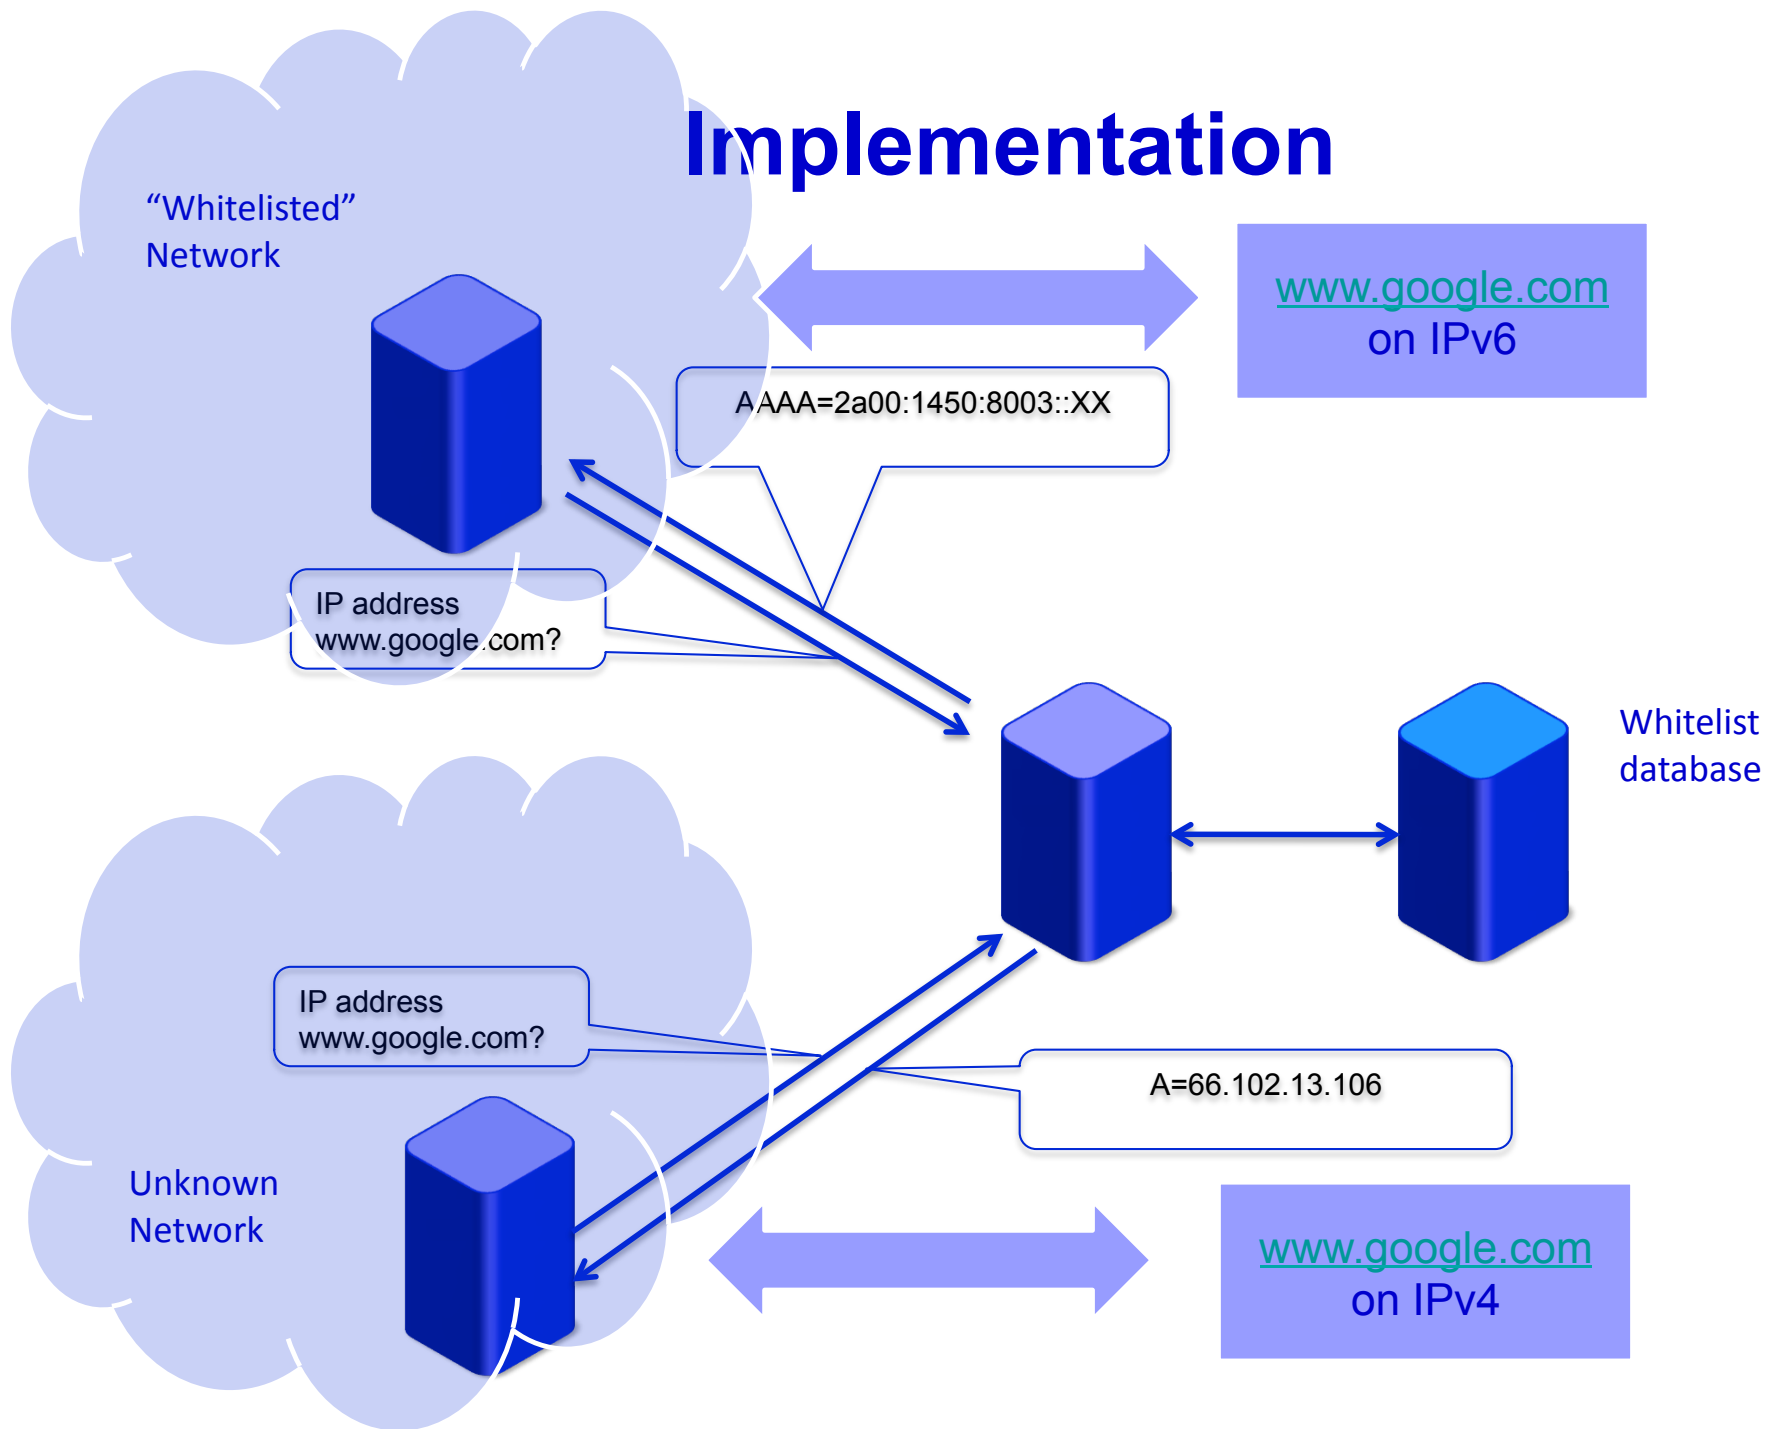 Implementation
“Whitelisted”
Network
www.google.com
on IPv6
AAAA=2a00:1450:8003::XX
IP address
www.google.com?
Whitelist
database
IP address
www.google.com?
A=66.102.13.106
Unknown
Network
www.google.com
on IPv4